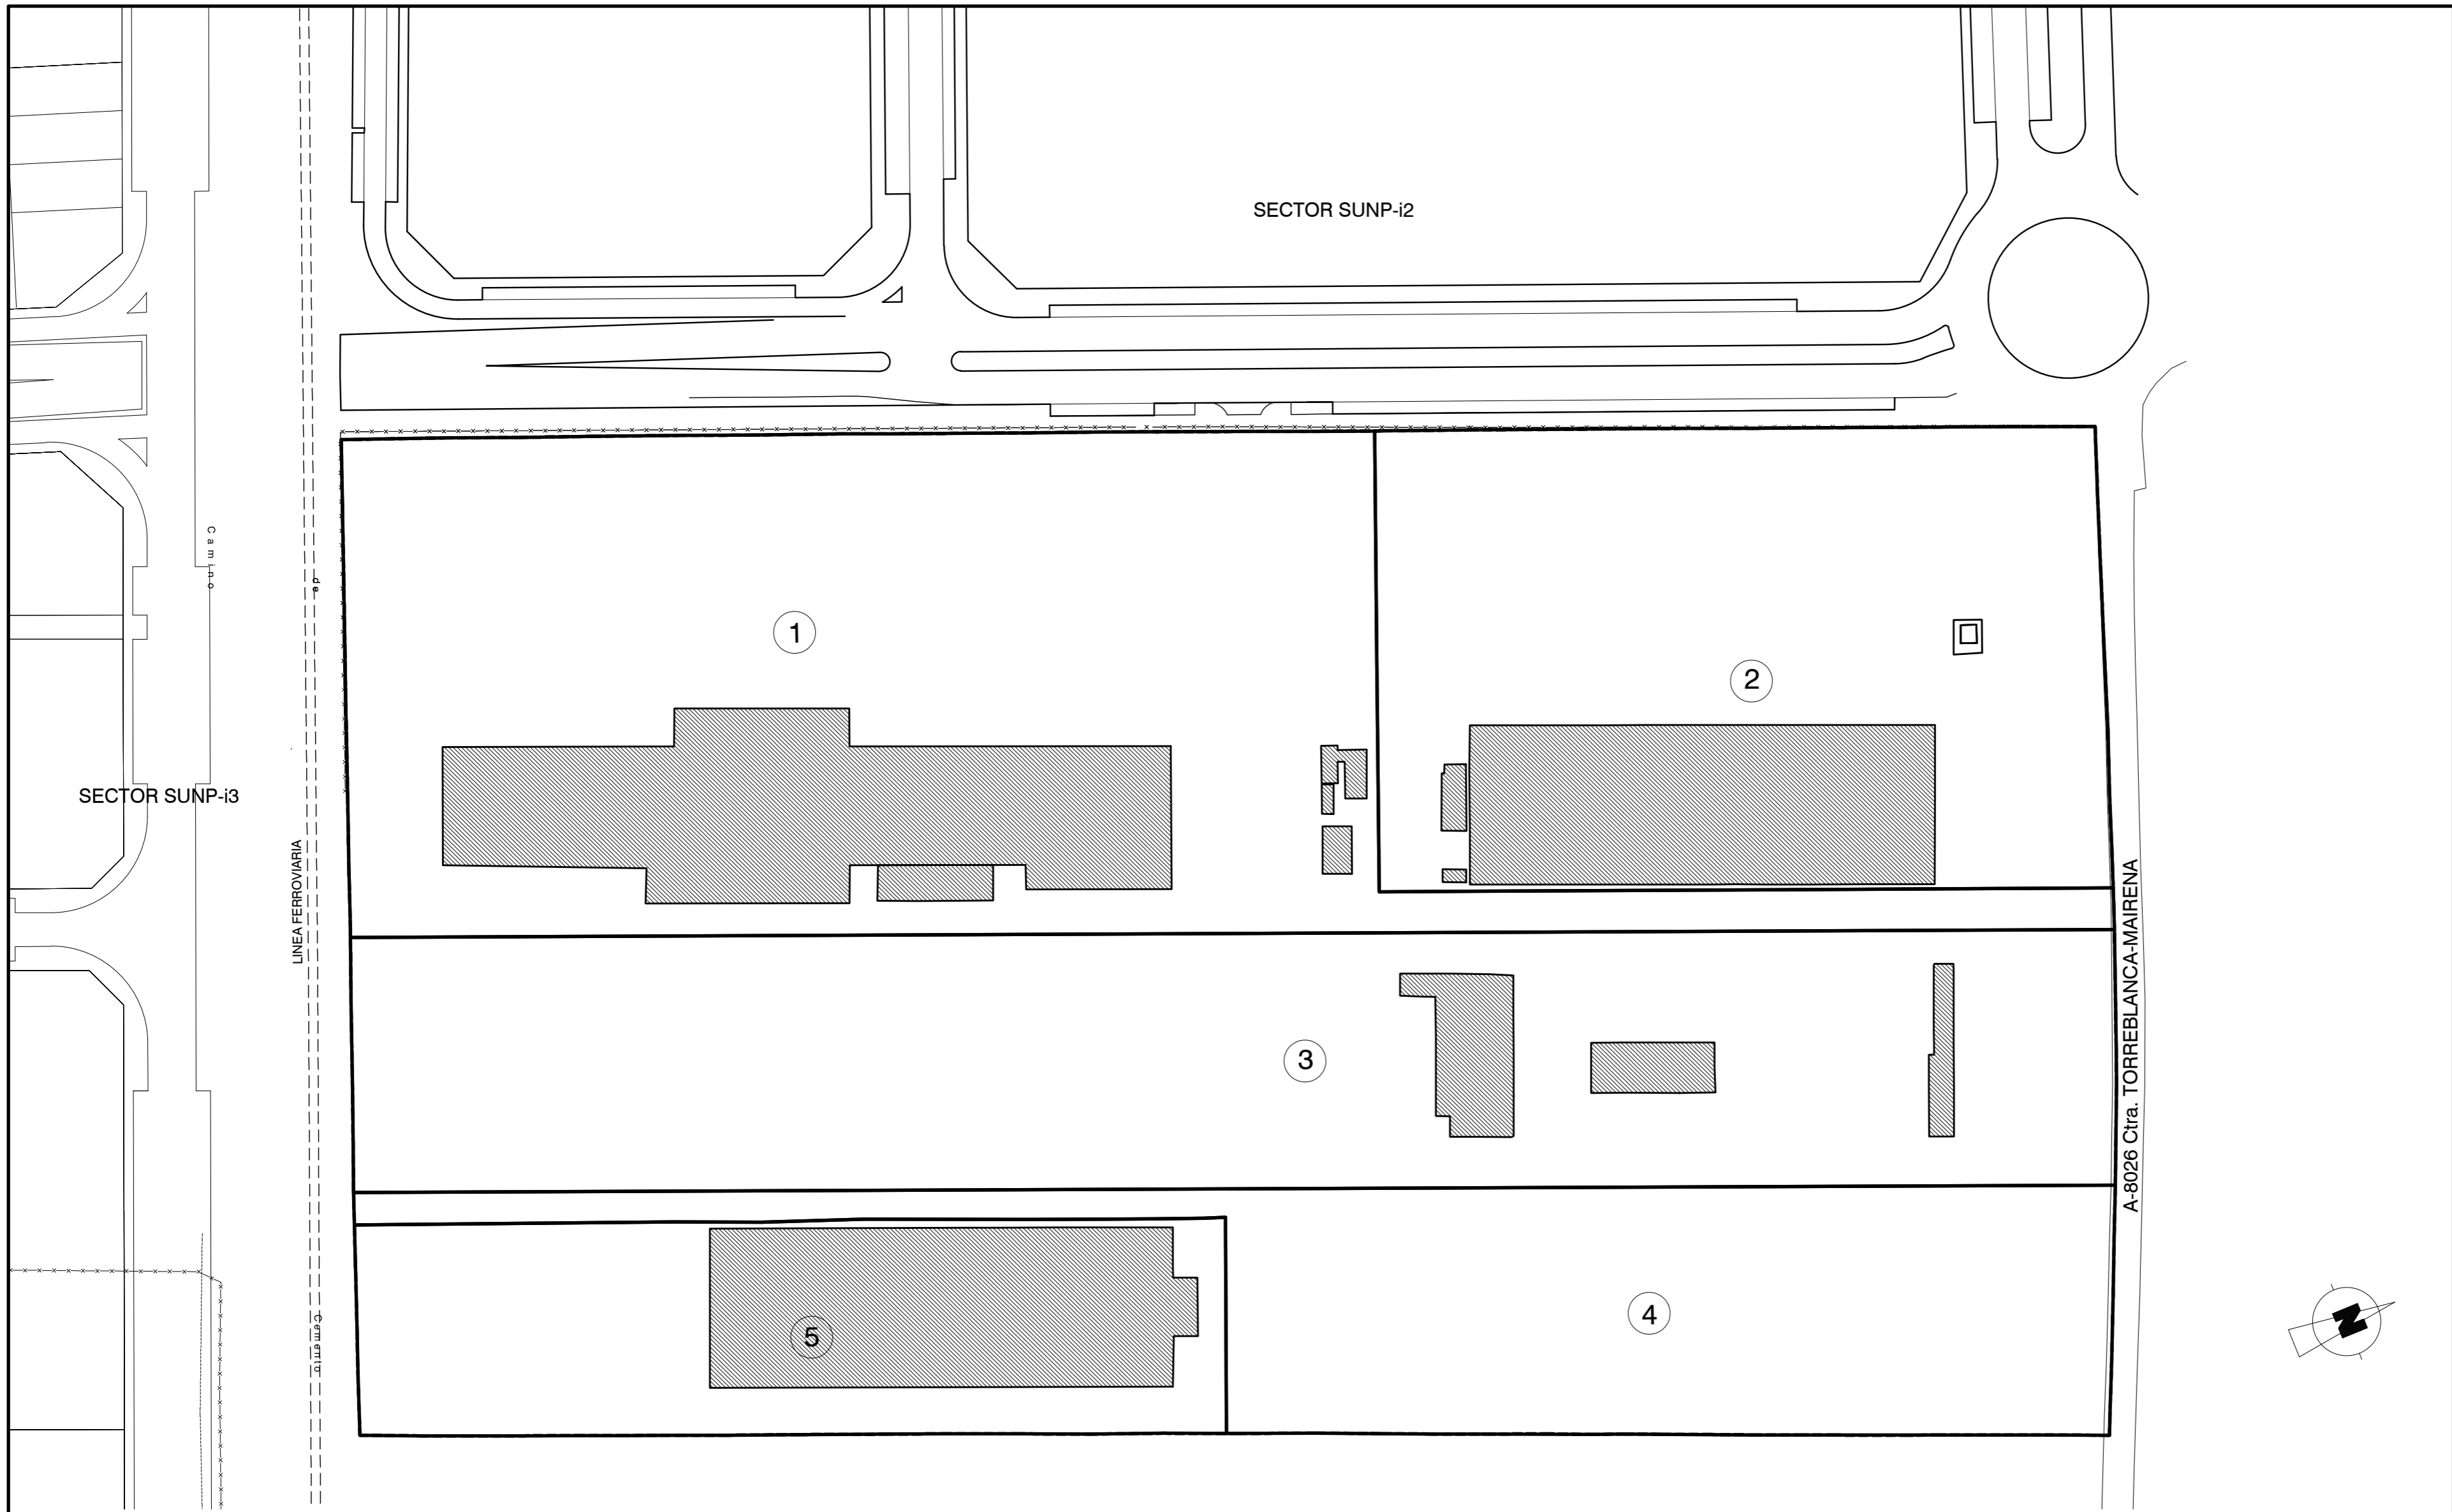 SECTOR SUNP-i2
Camino
de
1
2
SECTOR SUNP-i3
LINEA FERROVIARIA
A-8026 Ctra. TORREBLANCA-MAIRENA
3
Cemento
5
4
N